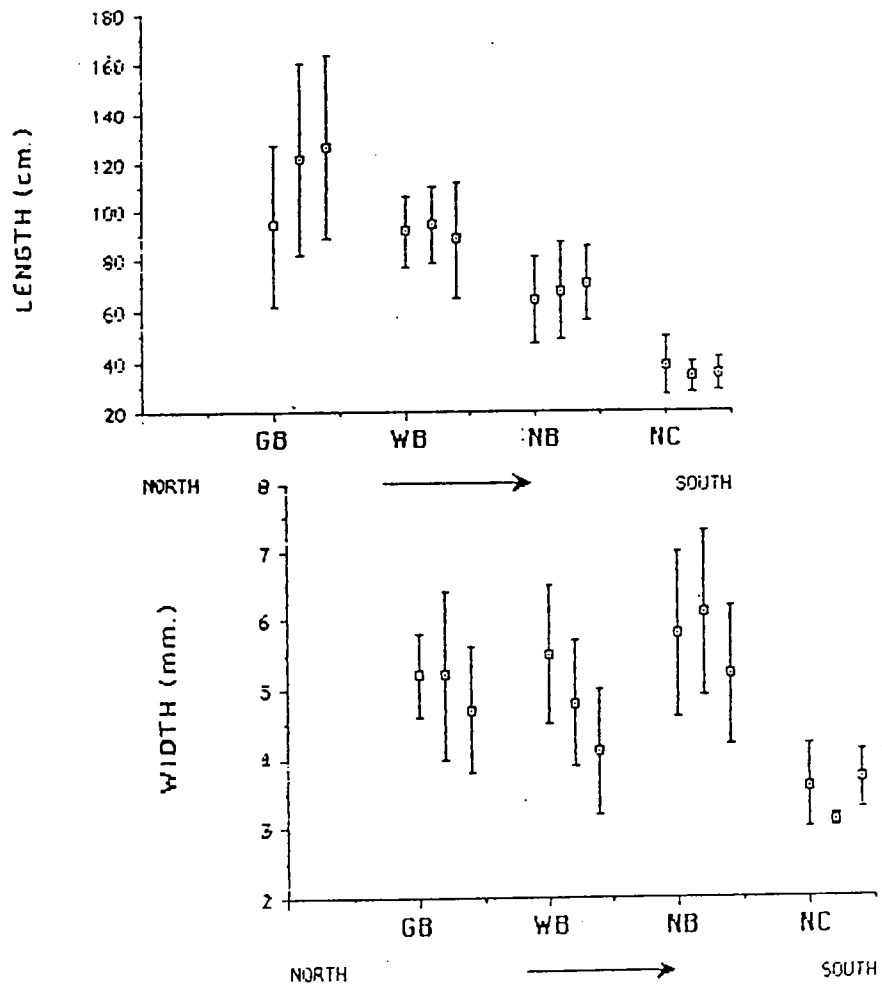 180
160
140
120
100
80
60
40
20
LENGTH (cm.)
GB WB NB NC
NORTH SOUTH
8
7
6
5
4
3
2
WIDTH (mm.)
GB WB NB NC
NORTH SOUTH